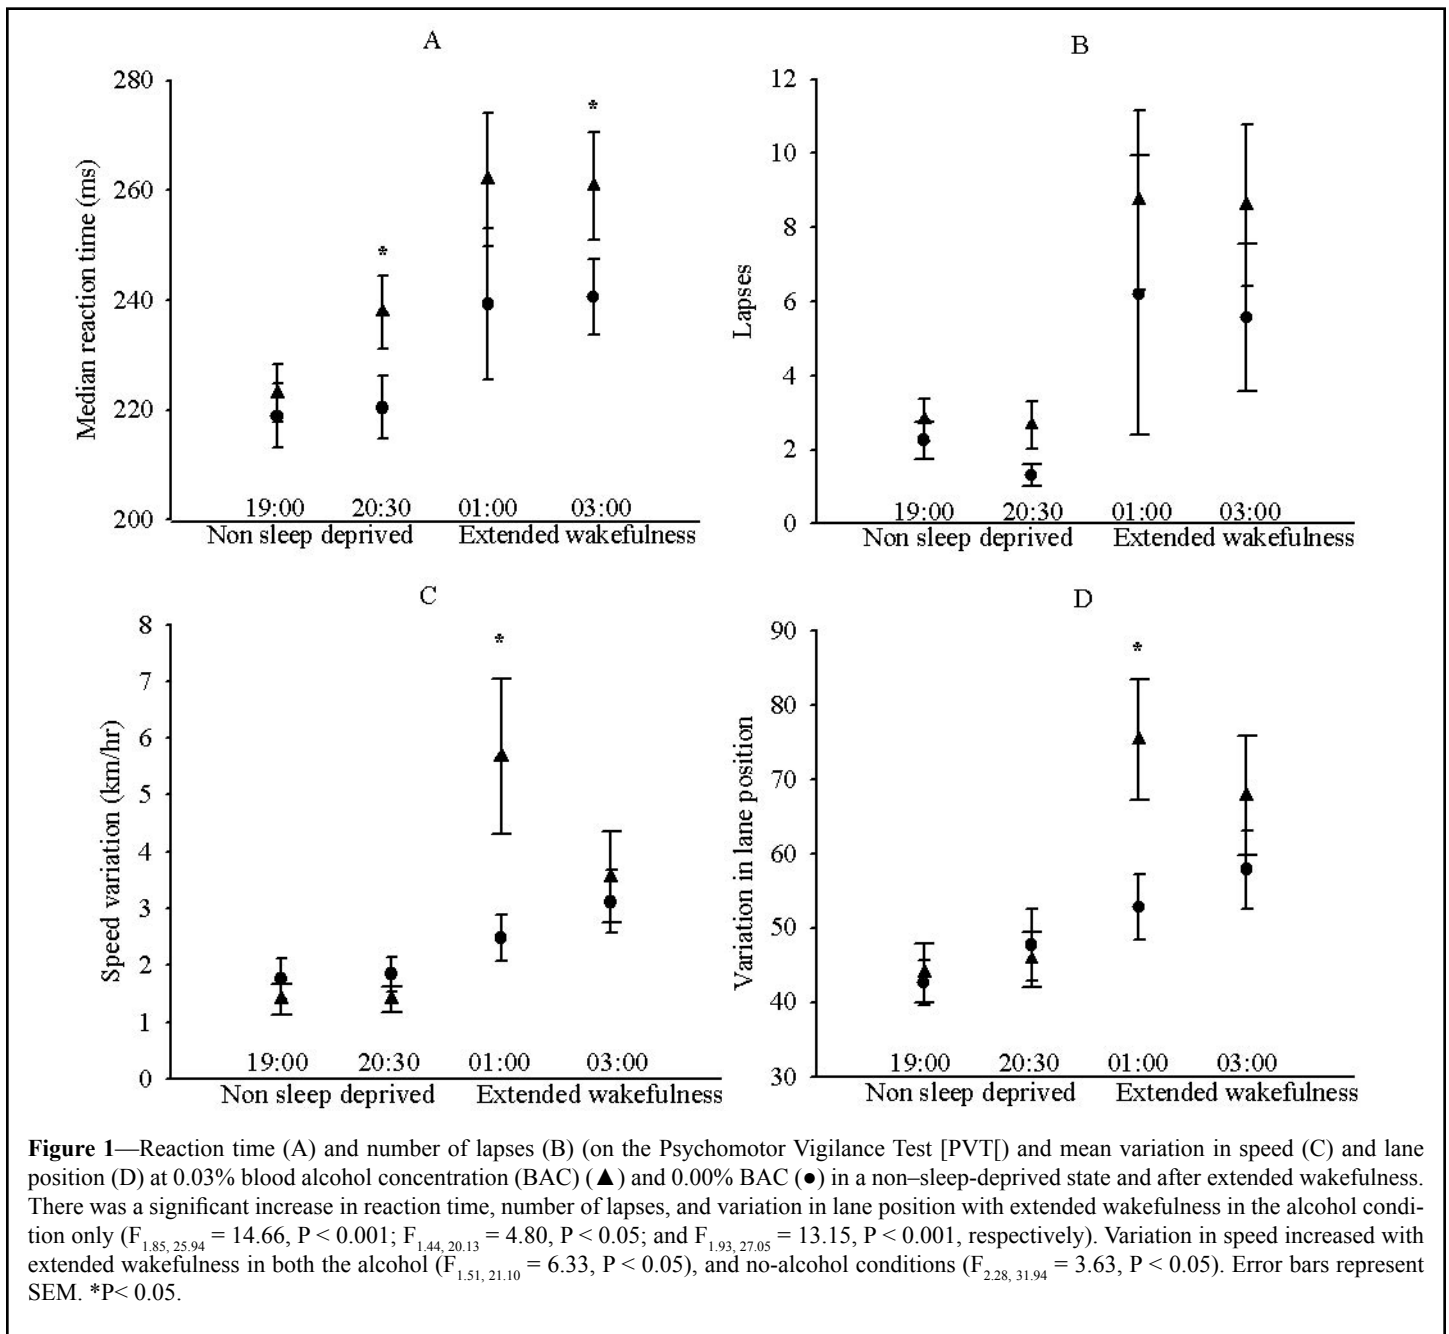 A
Median reaction time (ms)
280
260
240
220
200
*
*
19:00 20:30 01:00 03:00
Non sleep deprived Extended wakefulness
B
Lapses
12
10
8
6
4
2
0
19:00 20:30 01:00 03:00
Non sleep deprived Extended wakefulness
C
Speed variation (km/hr)
8
7
6
5
4
3
2
1
0
*
19:00 20:30 01:00 03:00
Non sleep deprived Extended wakefulness
D
Variation in lane position
90
80
70
60
50
40
30
*
19:00 20:30 01:00 03:00
Non sleep deprived Extended wakefulness
Figure 1—Reaction time (A) and number of lapses (B) (on the Psychomotor Vigilance Test [PVT[) and mean variation in speed (C) and lane
position (D) at 0.03% blood alcohol concentration (BAC) (▲) and 0.00% BAC (●) in a non–sleep-deprived state and after extended wakefulness.
There was a significant increase in reaction time, number of lapses, and variation in lane position with extended wakefulness in the alcohol condi-
tion only (F1.85, 25.94 = 14.66, P < 0.001; F1.44, 20.13 = 4.80, P < 0.05; and F1.93, 27.05 = 13.15, P < 0.001, respectively). Variation in speed increased with
extended wakefulness in both the alcohol (F1.51, 21.10 = 6.33, P < 0.05), and no-alcohol conditions (F2.28, 31.94 = 3.63, P < 0.05). Error bars represent
SEM. *P< 0.05.